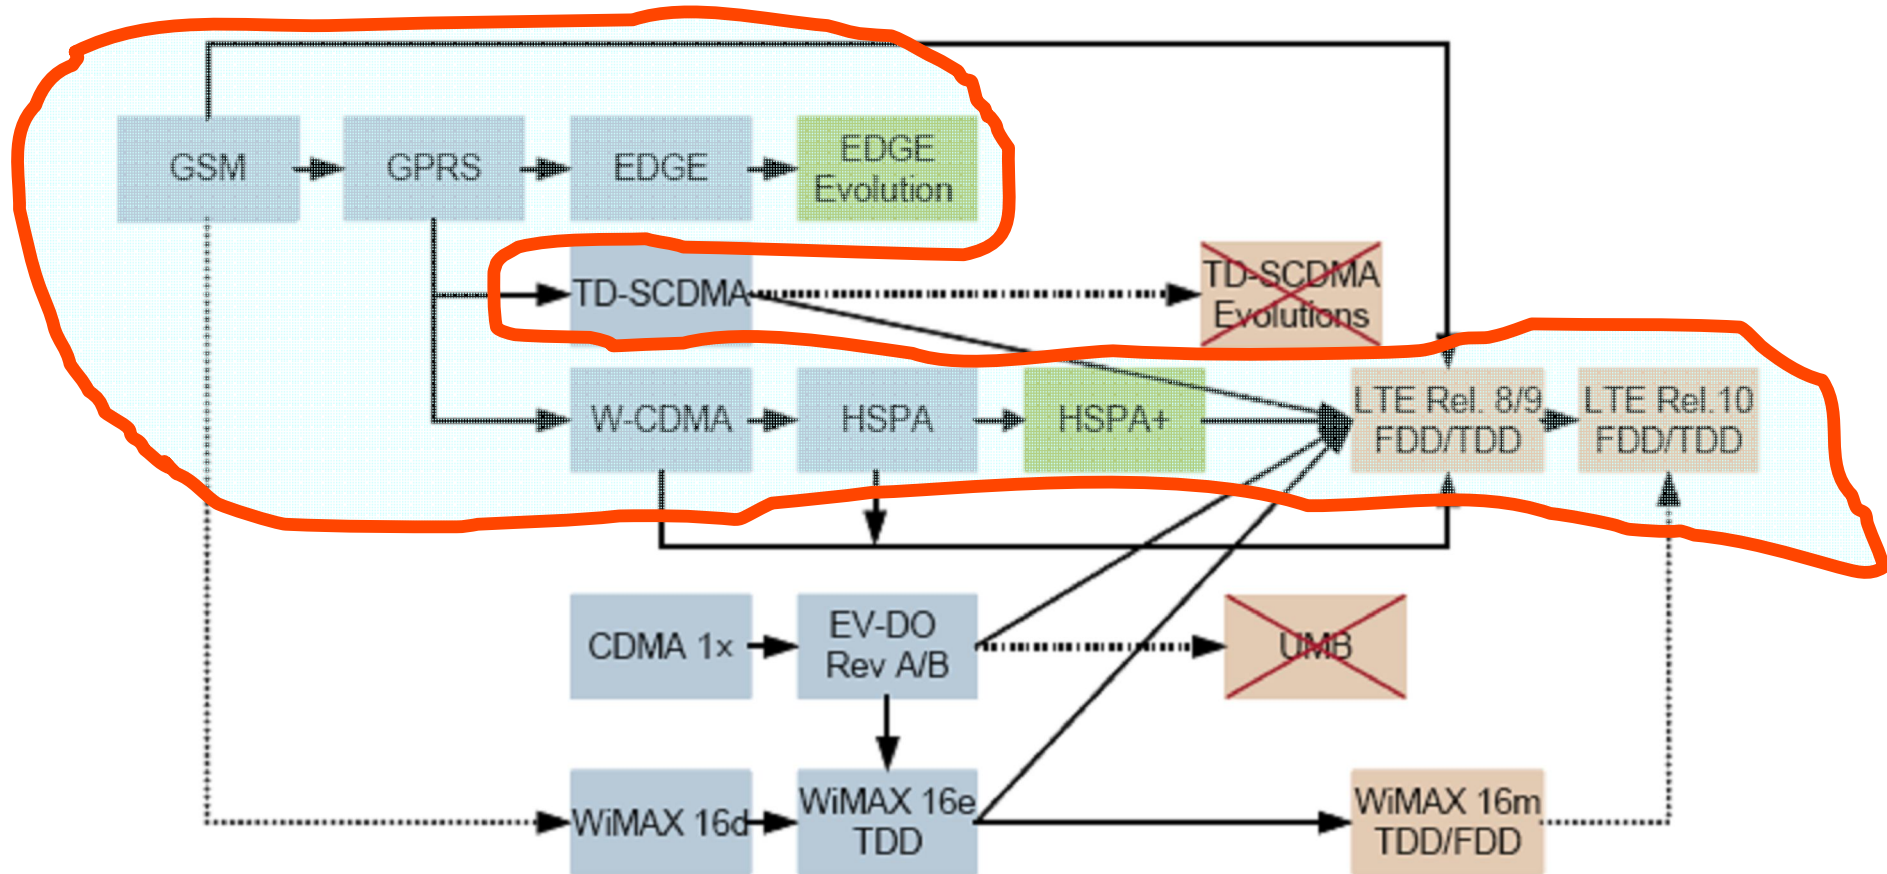 GSM
GPRS
EDGE
EDGE
Evolution
TD-SCDMA
TD-SCDMA
Evolutions
W-CDMA
HSPA
HSPA+
LTE Rel. 8/9
FDD/TDD
LTE Rel.10
FDD/TDD
CDMA 1x
EV-DO
Rev A/B
UMB
WiMAX 16d
WiMAX 16e
TDD
WiMAX 16m
TDD/FDD